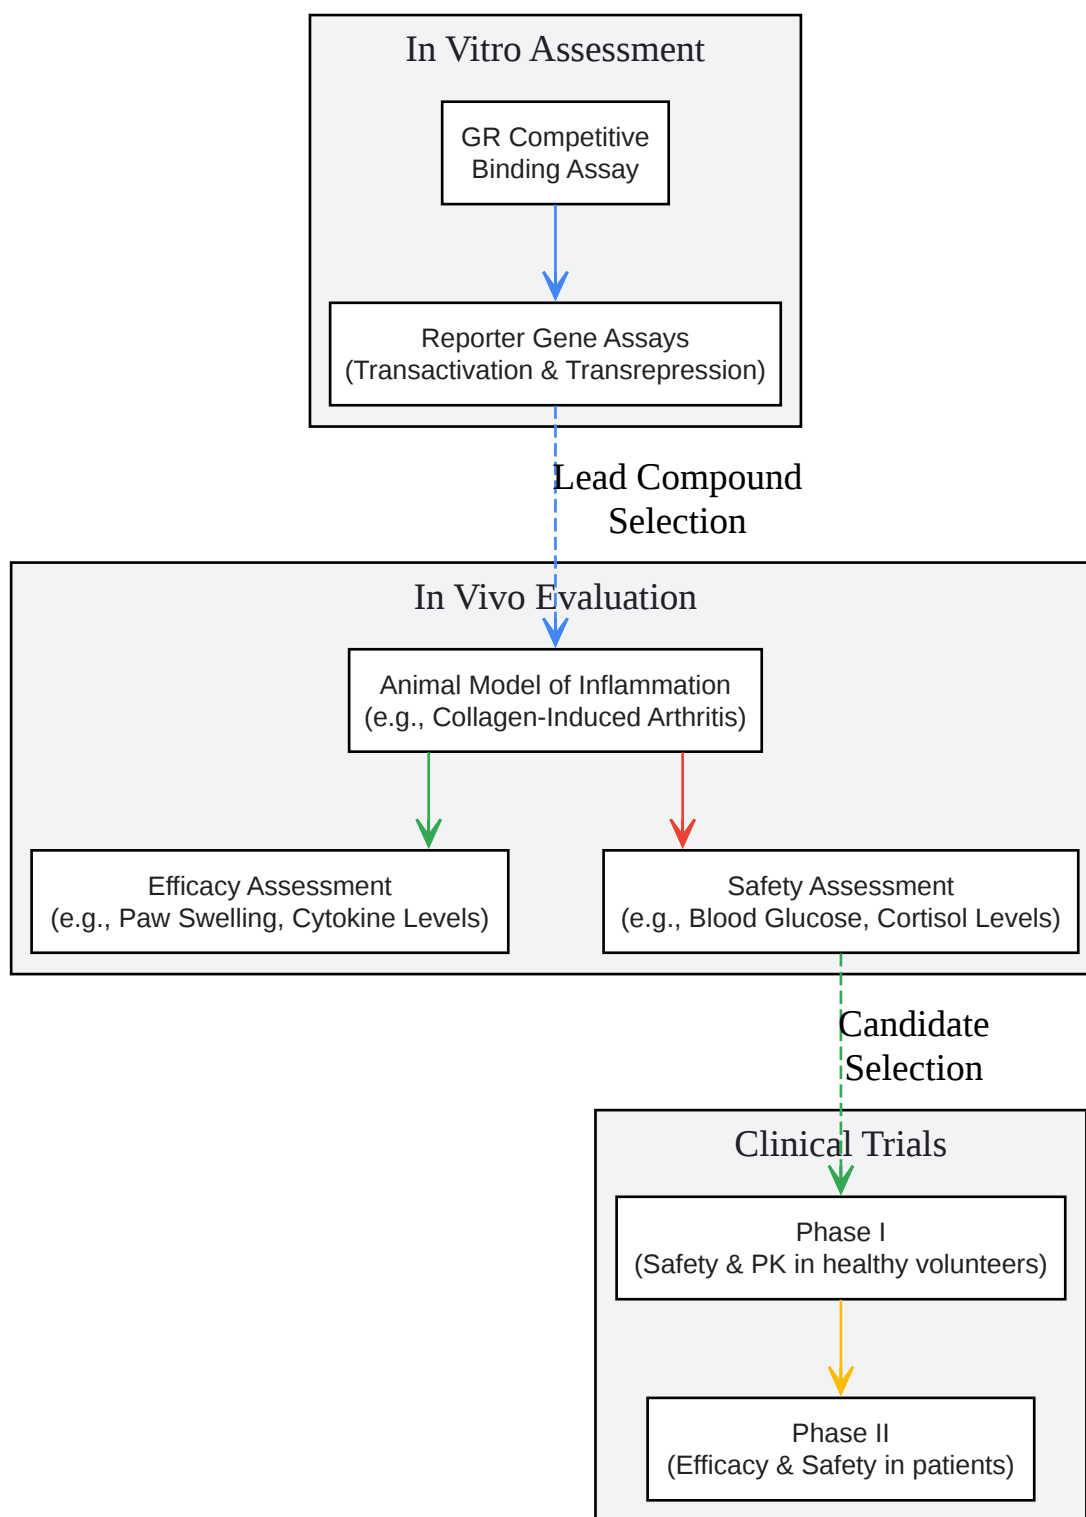 In Vitro Assessment
GR Competitive
Binding Assay
Reporter Gene Assays
(Transactivation & Transrepression)
Lead Compound
Selection
In Vivo Evaluation
Animal Model of Inflammation
(e.g., Collagen-Induced Arthritis)
Efficacy Assessment
(e.g., Paw Swelling, Cytokine Levels)
Safety Assessment
(e.g., Blood Glucose, Cortisol Levels)
Candidate
Selection
Clinical Trials
Phase I
(Safety & PK in healthy volunteers)
Phase II
(Efficacy & Safety in patients)